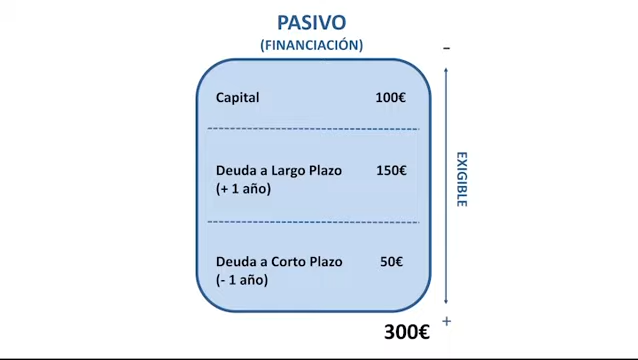 PASIVO
(FINANCIACIÓN)
-
Capital 100€
Deuda a Largo Plazo 150€
(+ 1 año)
EXIGIBLE
Deuda a Corto Plazo 50€
(- 1 año)
+
300€